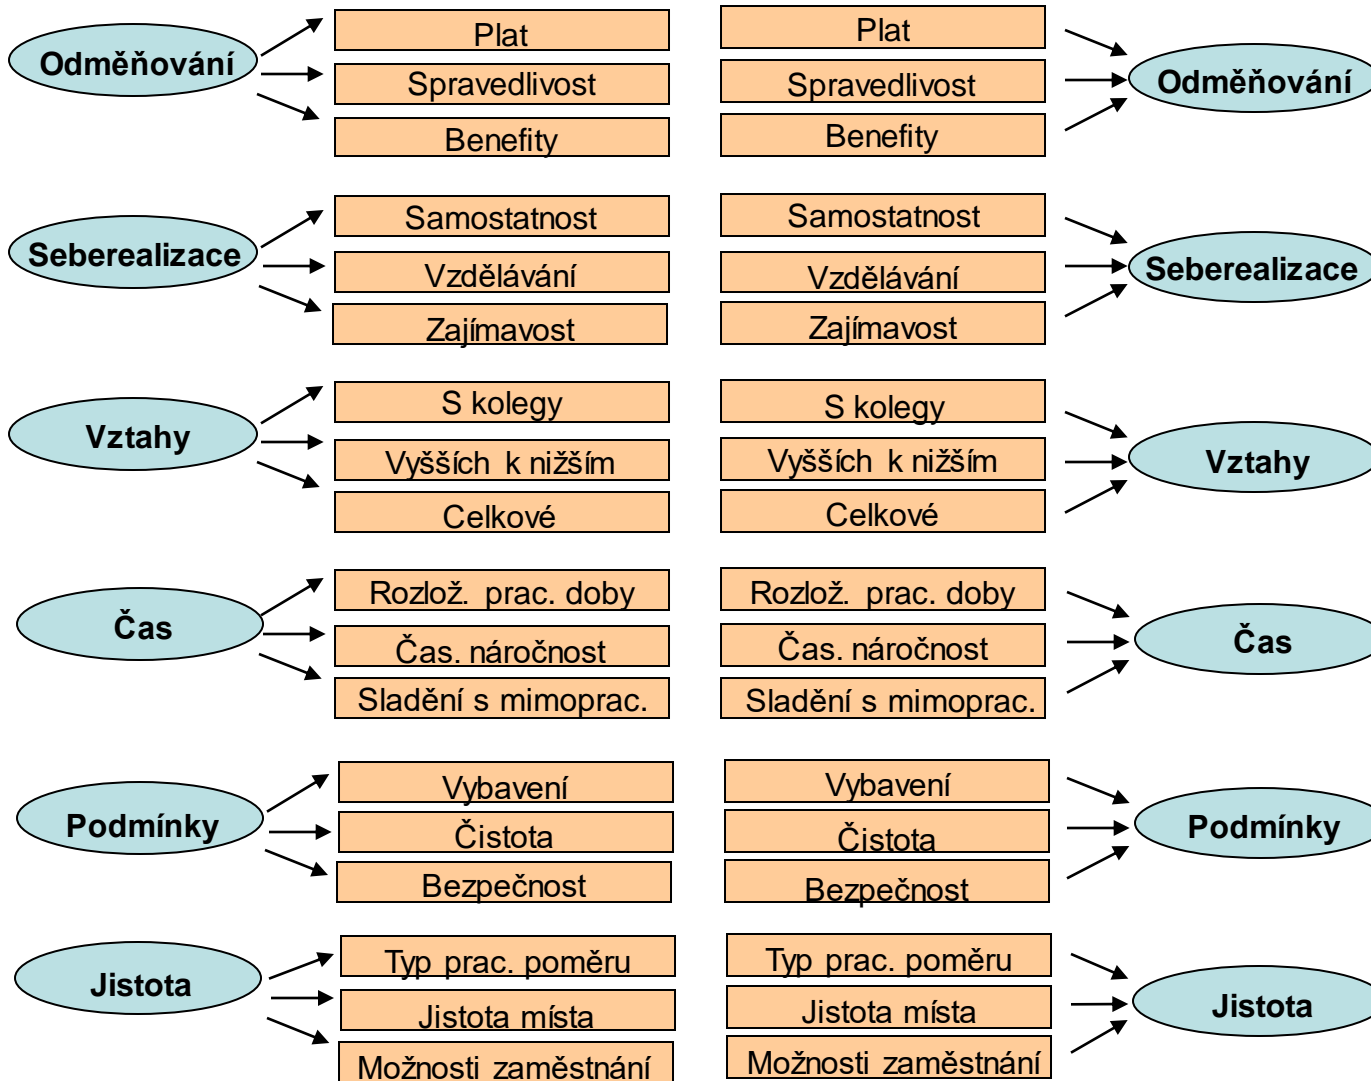 Odměňování
Plat
Spravedlivost
Benefity
Plat
Spravedlivost
Benefity
Odměňování
Seberealizace
Samostatnost
Vzdělávání
Zajímavost
Samostatnost
Vzdělávání
Zajímavost
Seberealizace
Vztahy
S kolegy
Vyšších k nižším
Celkové
S kolegy
Vyšších k nižším
Celkové
Vztahy
Čas
Rozlož. prac. doby
Čas. náročnost
Sladění s mimoprac.
Rozlož. prac. doby
Čas. náročnost
Sladění s mimoprac.
Čas
Podmínky
Vybavení
Čistota
Bezpečnost
Vybavení
Čistota
Bezpečnost
Podmínky
Jistota
Typ prac. poměru
Jistota místa
Možnosti zaměstnání
Typ prac. poměru
Jistota místa
Možnosti zaměstnání
Jistota